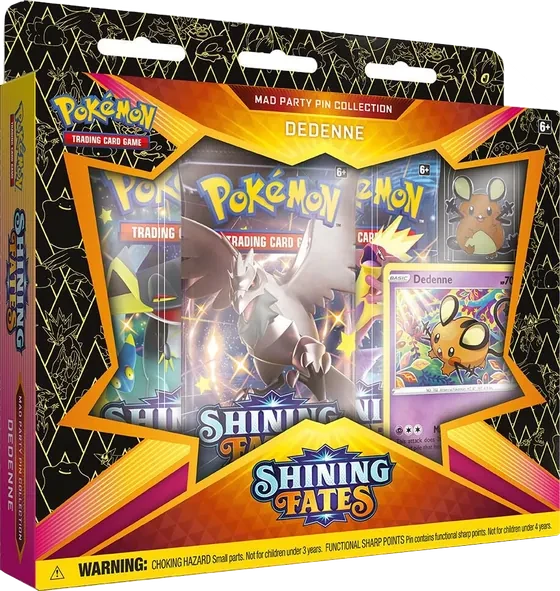 MAD PARTY PIN COLLECTION
DEDENNE
6+
Pokémon
TRADING CARD GAME
Pokémon
6+
TRADING CARD G
SHINING
FATES
6+
BASIC Dedenne HP 70
SHINING
FATES
SHINING FATES
MAD PARTY PIN COLLECTION
DEDENNE
Pokémon
TRADING CARD GAME
WARNING: CHOKING HAZARD Small parts. Not for children under 3 years. FUNCTIONAL SHARP POINTS Pin contains functional sharp points. Not for children under 4 years.